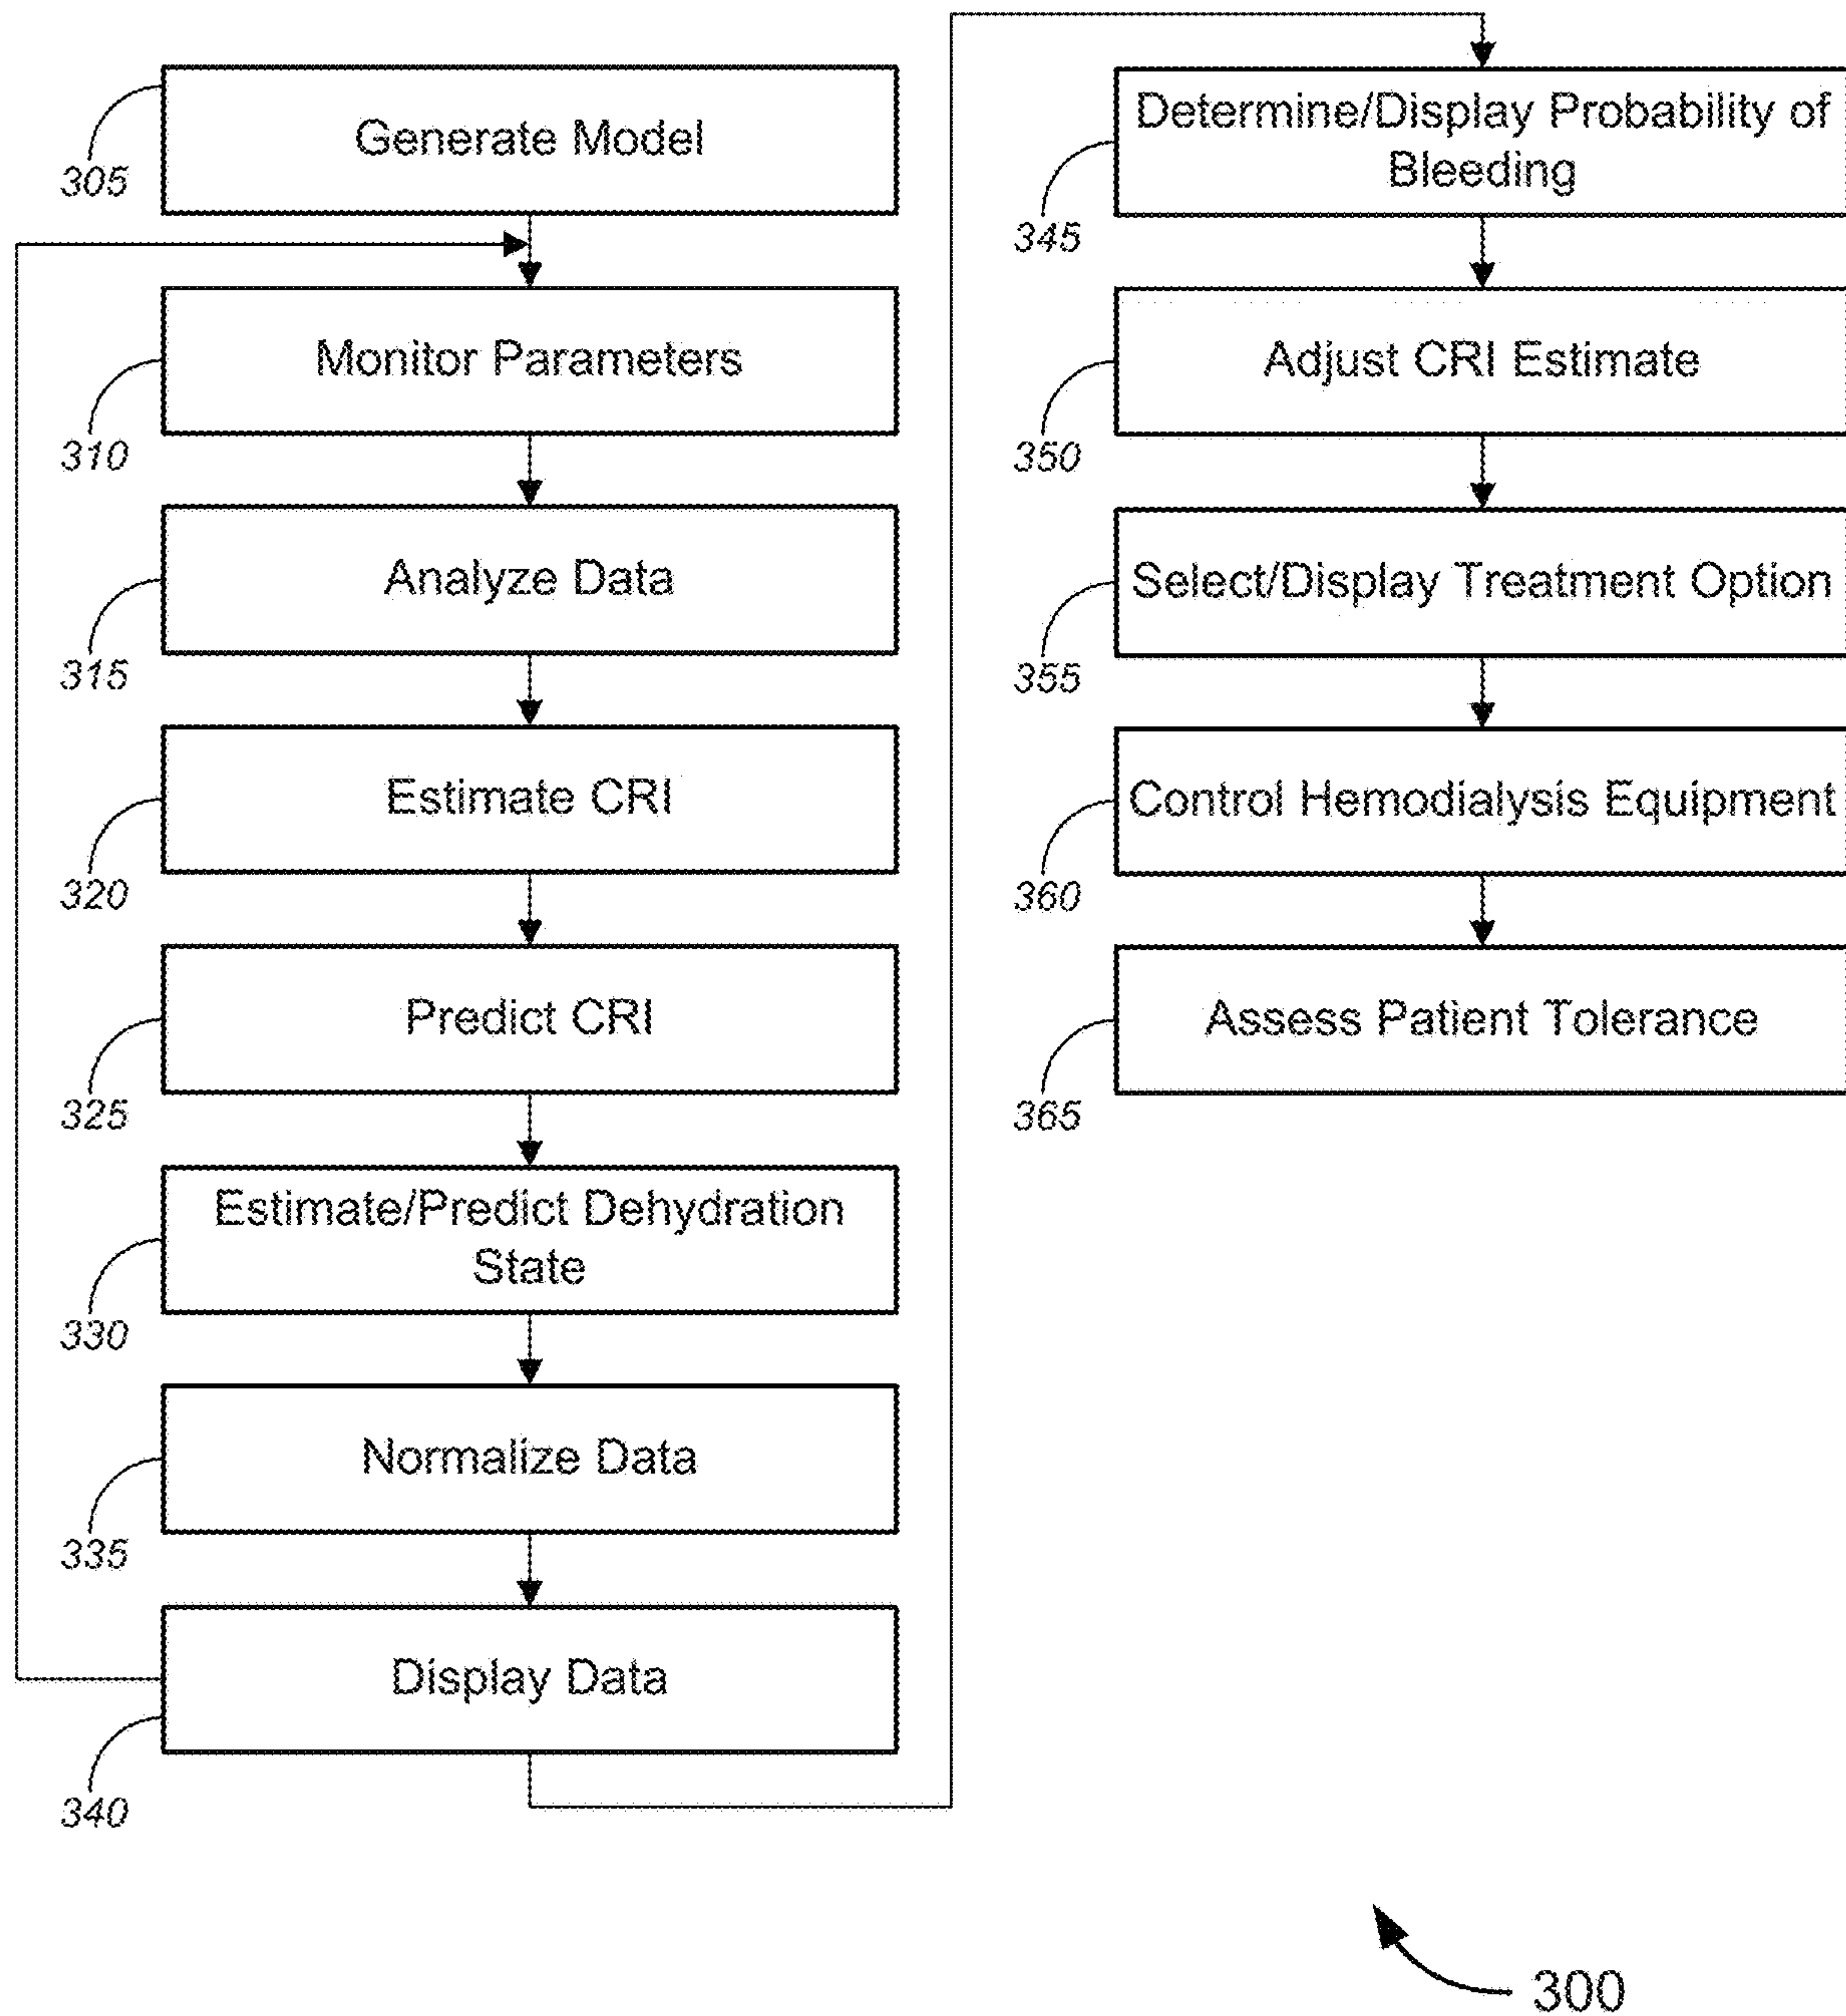 Generate Model
305
Monitor Parameters
310
Analyze Data
315
Estimate CRI
320
Predict CRI
325
Estimate/Predict Dehydration
State
330
Normalize Data
335
Display Data
340
Determine/Display Probability of
Bleeding
345
Adjust CRI Estimate
350
Select/Display Treatment Option
355
Control Hemodialysis Equipment
360
Assess Patient Tolerance
365
300